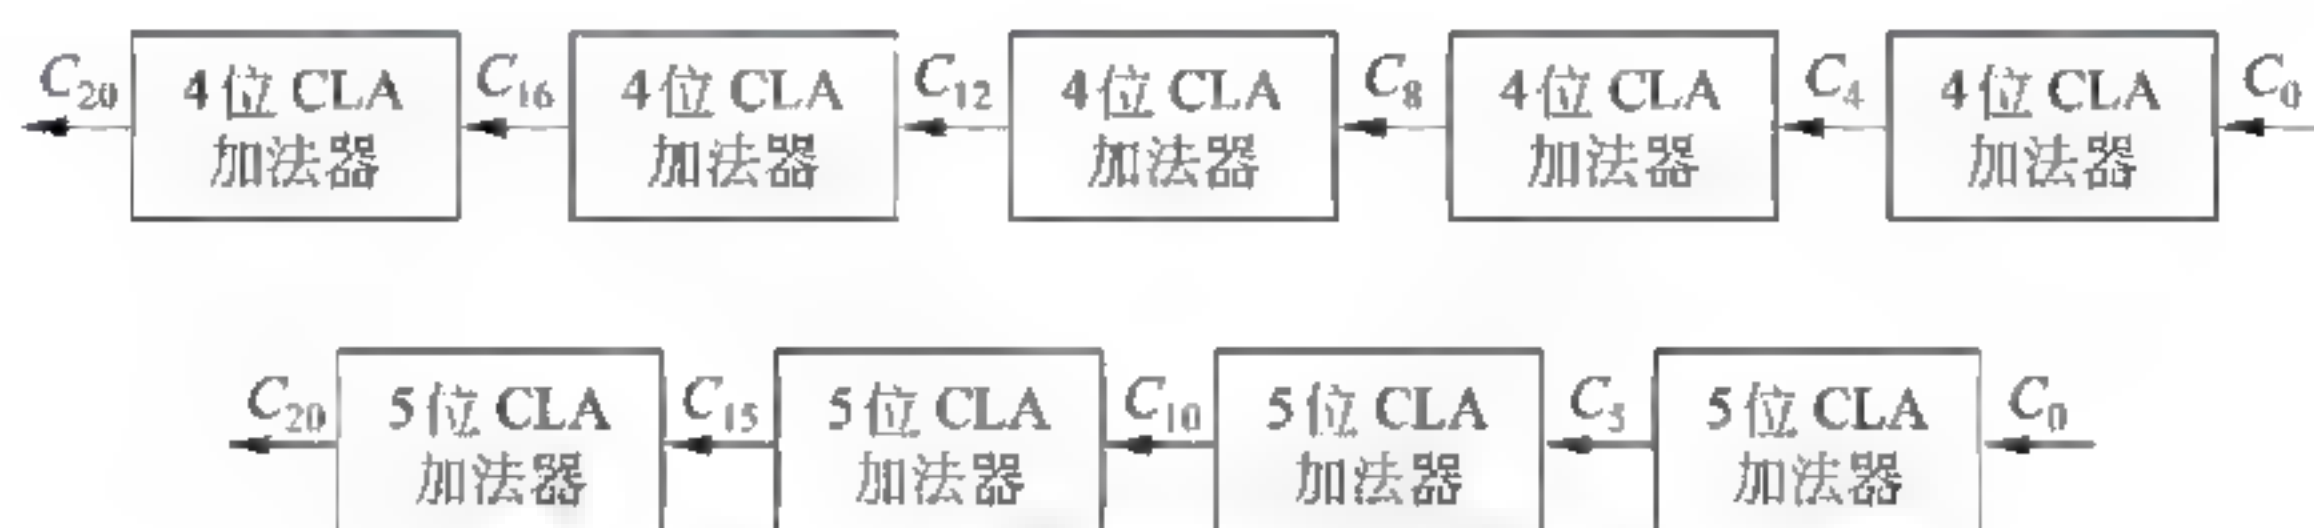 C₂₀ 4位 CLA 加法器 C₁₆ 4位 CLA 加法器 C₁₂ 4位 CLA 加法器 C₈ 4位 CLA 加法器 C₄ 4位 CLA 加法器 C₀
C₂₀ 5位 CLA 加法器 C₁₅ 5位 CLA 加法器 C₁₀ 5位 CLA 加法器 C₅ 5位 CLA 加法器 C₀